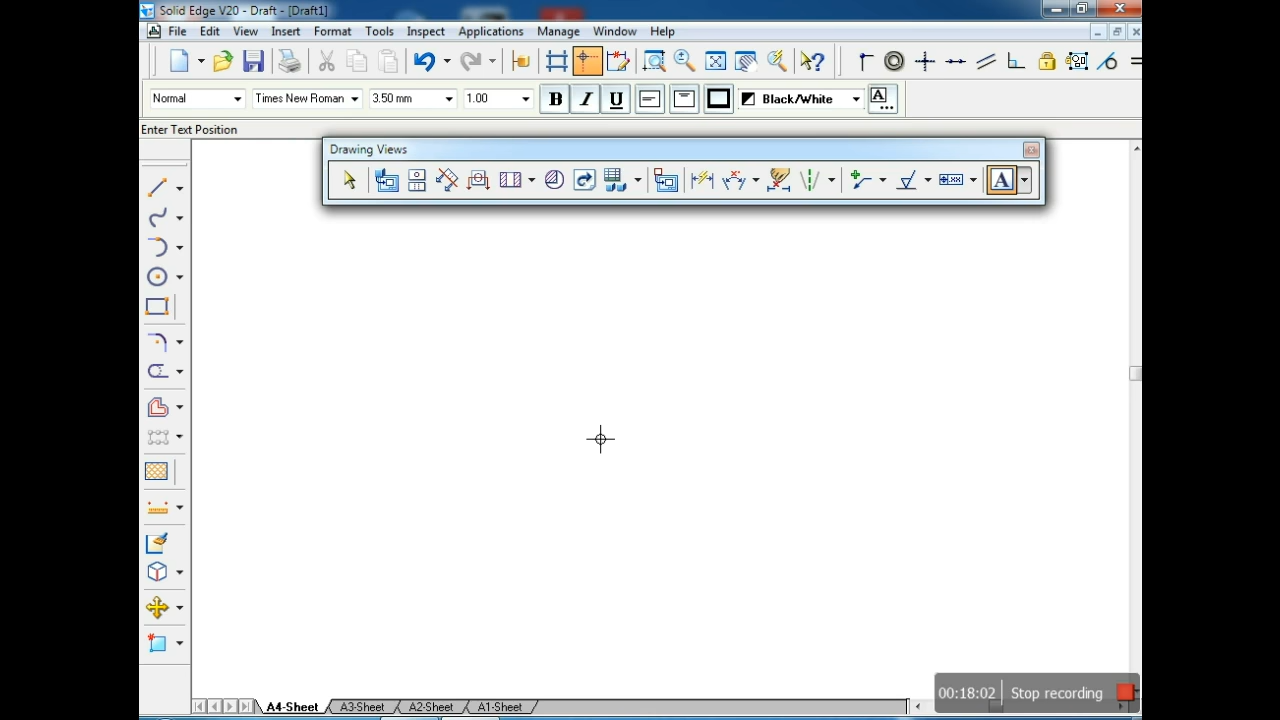 Solid Edge V20 - Draft - [Draft1]
File Edit View Insert Format Tools Inspect Applications Manage Window Help
Normal Times New Roman 3.50 mm 1.00 B I U Black/White A...
Enter Text Position
Drawing Views
A
00:18:02 Stop recording
A4-Sheet A3-Sheet A2-Sheet A1-Sheet